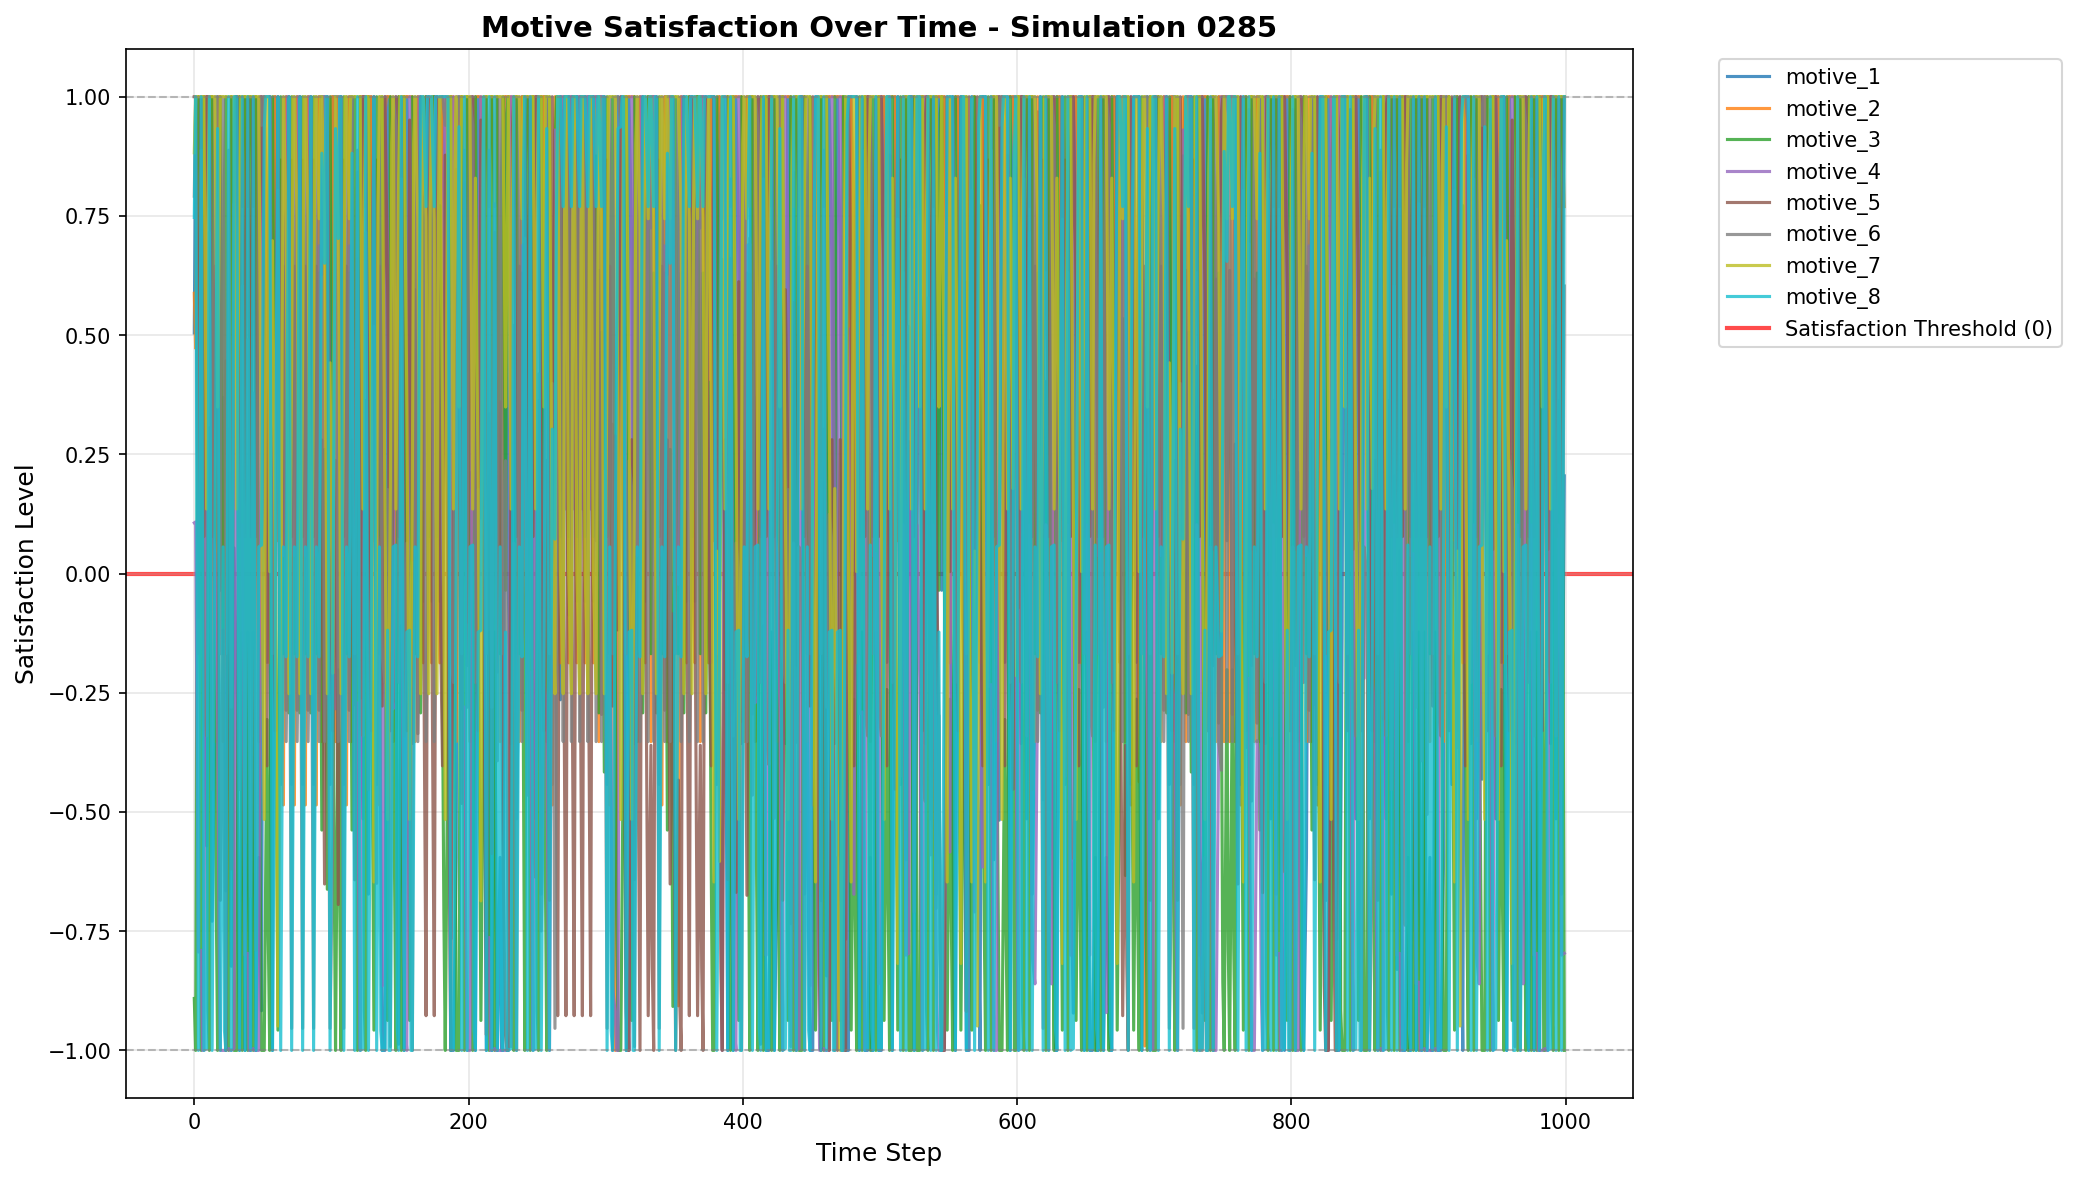 Motive Satisfaction Over Time - Simulation 0285
motive_1
motive_2
motive_3
motive_4
motive_5
motive_6
motive_7
motive_8
Satisfaction Threshold (0)
Satisfaction Level
1.00
0.75
0.50
0.25
0.00
−0.25
−0.50
−0.75
−1.00
0
200
400
600
800
1000
Time Step